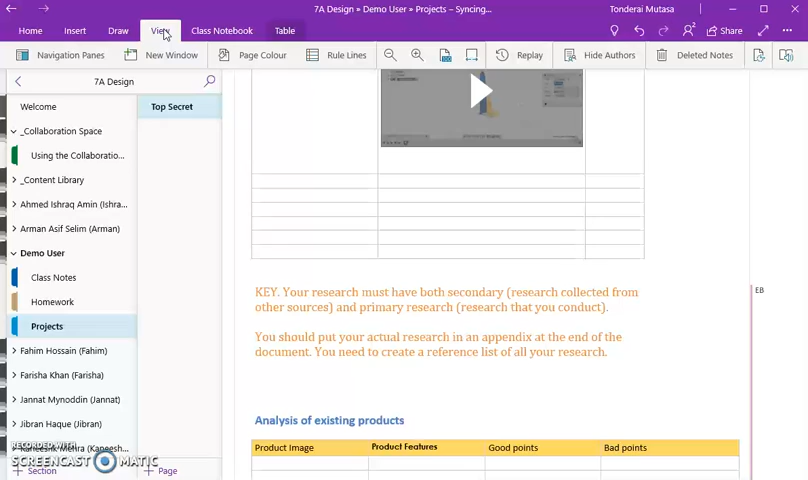 7A Design » Demo User » Projects – Syncing...
Tonderai Mutasa
Home
Insert
Draw
View
Class Notebook
Table
Share
Navigation Panes
New Window
Page Colour
Rule Lines
Replay
Hide Authors
Deleted Notes
7A Design
Welcome
_Collaboration Space
Using the Collaboratio...
_Content Library
Ahmed Ishraq Amin (Ishra...
Arman Asif Selim (Arman)
Demo User
Class Notes
Homework
Projects
Fahim Hossain (Fahim)
Farisha Khan (Farisha)
Jannat Mynoddin (Jannat)
Jibran Haque (Jibran)
Section
Top Secret
Page
KEY. Your research must have both secondary (research collected from
other sources) and primary research (research that you conduct).
EB
You should put your actual research in an appendix at the end of the
document. You need to create a reference list of all your research.
Analysis of existing products
Product Image
Product Features
Good points
Bad points
RECORDED WITH
SCREENCAST MATIC